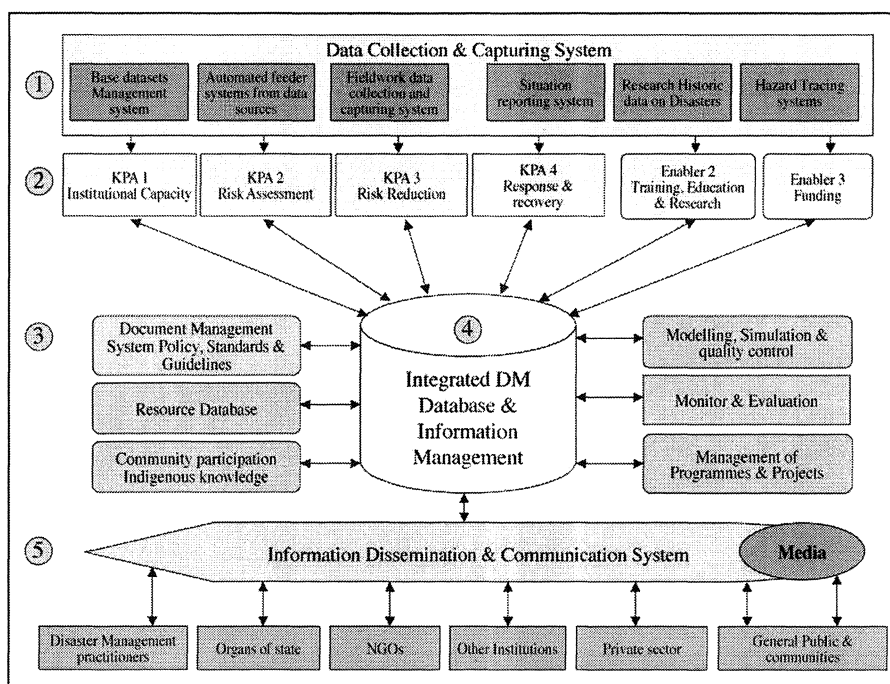 Data Collection & Capturing System
1
Base datasets
Management
system
Automated feeder
systems from data
sources
Fieldwork data
collection and
capturing system
Situation
reporting system
Research Historic
data on Disasters
Hazard Tracing
systems
2
KPA 1
Institutional Capacity
KPA 2
Risk Assessment
KPA 3
Risk Reduction
KPA 4
Response &
recovery
Enabler 2
Training, Education
& Research
Enabler 3
Funding
3
Document Management
System Policy, Standards &
Guidelines
Resource Database
Community participation
Indigenous knowledge
4
Integrated DM
Database &
Information
Management
Modelling, Simulation &
quality control
Monitor & Evaluation
Management of
Programmes & Projects
5
Information Dissemination & Communication System
Media
Disaster Management
practitioners
Organs of state
NGOs
Other Institutions
Private sector
General Public &
communities